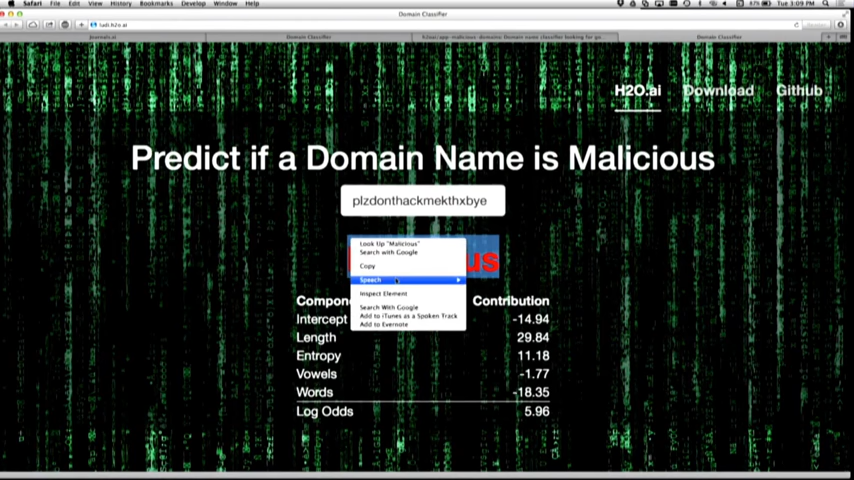 Safari File Edit View History Bookmarks Develop Window Help 87% Tue 3:09 PM
Domain Classifier
Domain Classifier
Domain Classifier
H2O.ai Download Github
Predict if a Domain Name is Malicious
plzdonthackmekthxbye
us
Look Up "Malicious"
Search with Google
Copy
Speech
Inspect Element
Search With Google
Add to iTunes as a Spoken Track
Add to Evernote
Compon Contribution
Intercept -14.94
Length 29.84
Entropy 11.18
Vowels -1.77
Words -18.35
Log Odds 5.96